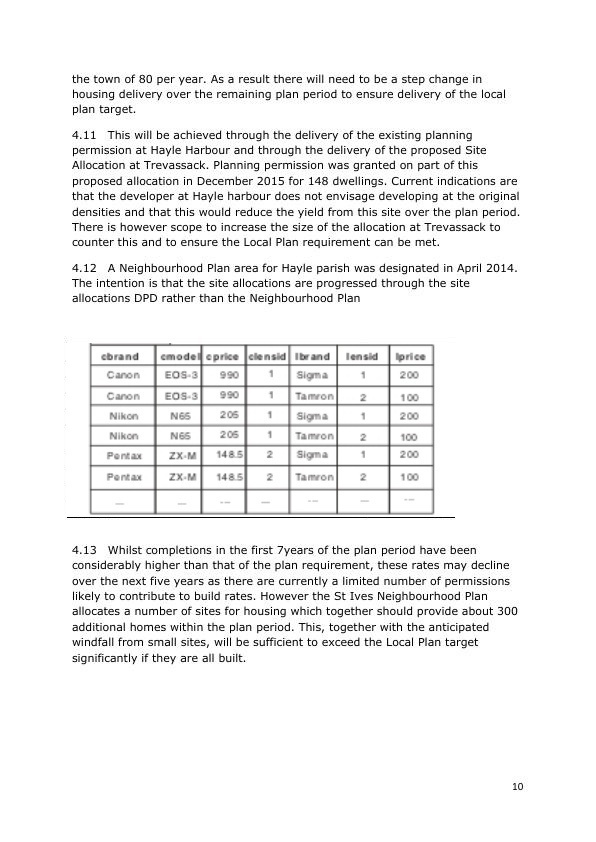 the town of 80 per year. As a result there will need to be a step change in
housing delivery over the remaining plan period to ensure delivery of the local
plan target.
4.11 This will be achieved through the delivery of the existing planning
permission at Hayle Harbour and through the delivery of the proposed Site
Allocation at Trevassack. Planning permission was granted on part of this
proposed allocation in December 2015 for 148 dwellings. Current indications are
that the developer at Hayle harbour does not envisage developing at the original
densities and that this would reduce the yield from this site over the plan period.
There is however scope to increase the size of the allocation at Trevassack to
counter this and to ensure the Local Plan requirement can be met.
4.12 A Neighbourhood Plan area for Hayle parish was designated in April 2014.
The intention is that the site allocations are progressed through the site
allocations DPD rather than the Neighbourhood Plan
cbrand cmodel cprice clensid lbrand lensid lprice
Canon EOS-3 990 1 Sigma 1 200
Canon EOS-3 990 1 Tamron 2 100
Nikon N65 205 1 Sigma 1 200
Nikon N65 205 1 Tamron 2 100
Pentax ZX-M 148.5 2 Sigma 1 200
Pentax ZX-M 148.5 2 Tamron 2 100
... ... ... ... ... ... ...
4.13 Whilst completions in the first 7years of the plan period have been
considerably higher than that of the plan requirement, these rates may decline
over the next five years as there are currently a limited number of permissions
likely to contribute to build rates. However the St Ives Neighbourhood Plan
allocates a number of sites for housing which together should provide about 300
additional homes within the plan period. This, together with the anticipated
windfall from small sites, will be sufficient to exceed the Local Plan target
significantly if they are all built.
10